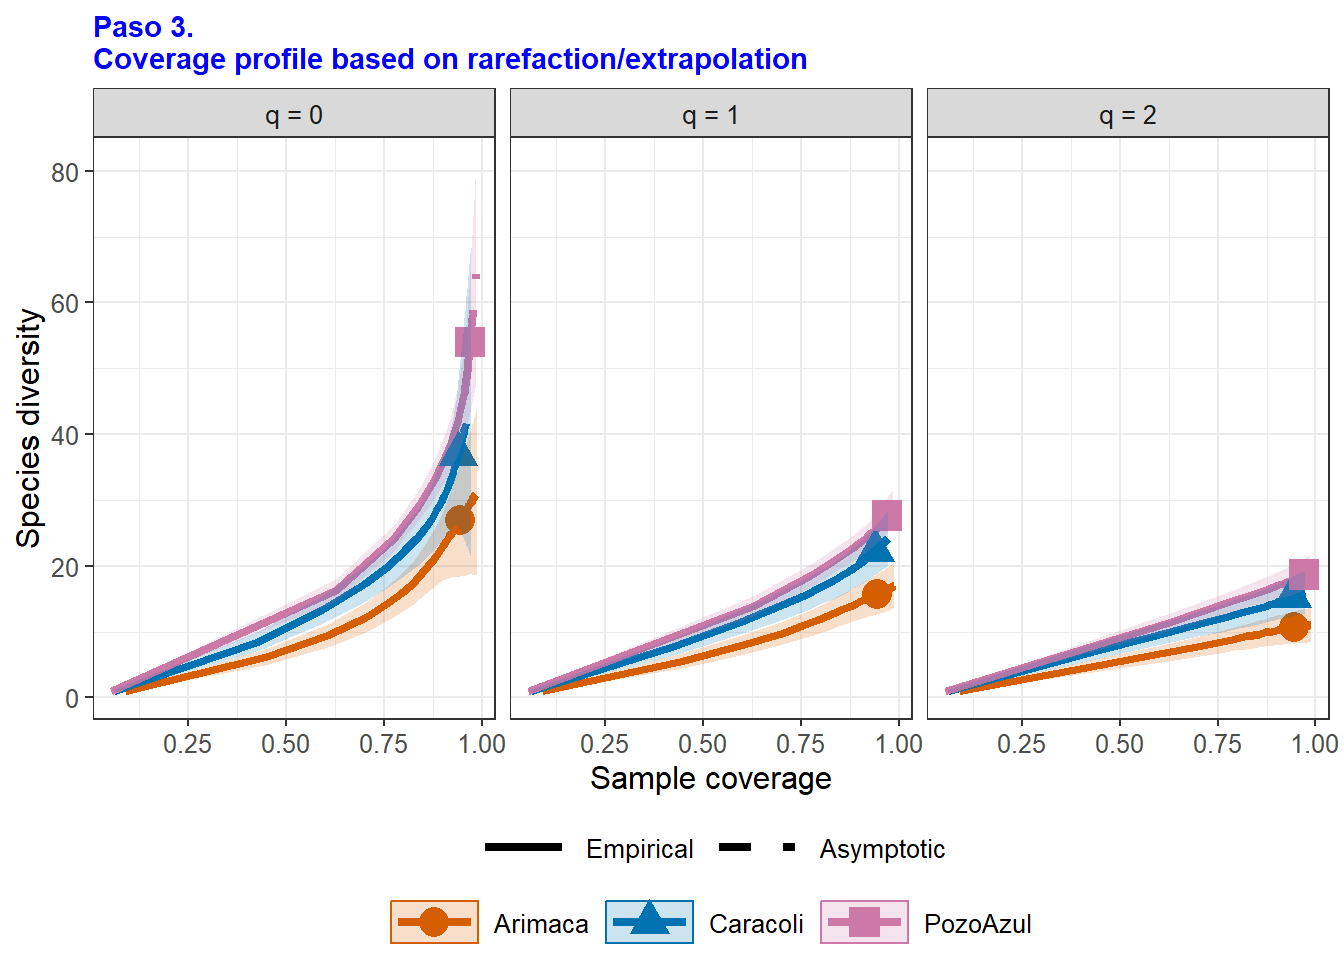 Paso 3.
Coverage profile based on rarefaction/extrapolation
q = 0
q = 1
q = 2
Species diversity
80
60
40
20
0
0.25 0.50 0.75 1.00
0.25 0.50 0.75 1.00
0.25 0.50 0.75 1.00
Sample coverage
Empirical Asymptotic
Arimaca Caracoli PozoAzul